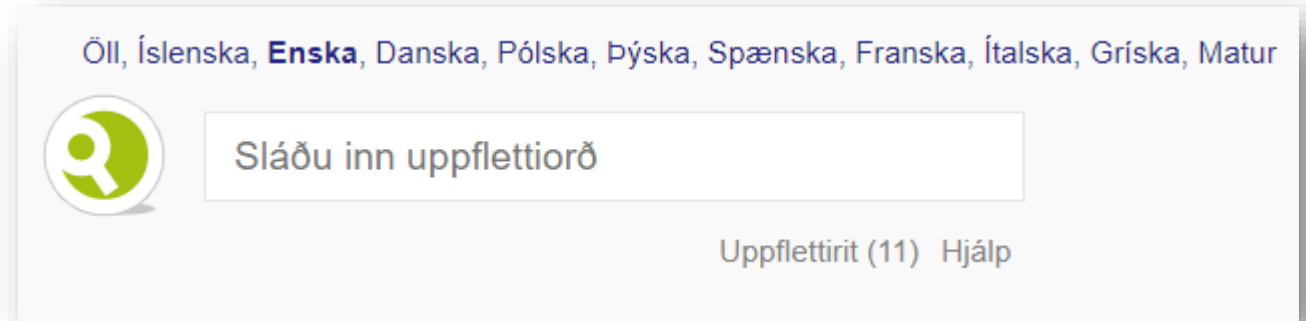 Öll, Íslenska, Enska, Danska, Pólska, Þýska, Spænska, Franska, Ítalska, Gríska, Matur
Sláðu inn uppflettiorð
Uppflettirit (11) Hjálp